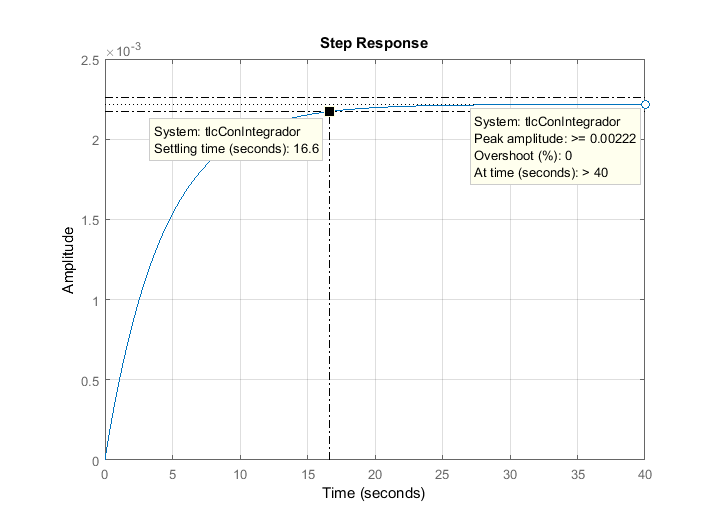 Step Response
×10⁻³
2.5
2
1.5
1
0.5
0
Amplitude
System: tlcConIntegrador
Settling time (seconds): 16.6
System: tlcConIntegrador
Peak amplitude: >= 0.00222
Overshoot (%): 0
At time (seconds): > 40
0 5 10 15 20 25 30 35 40
Time (seconds)